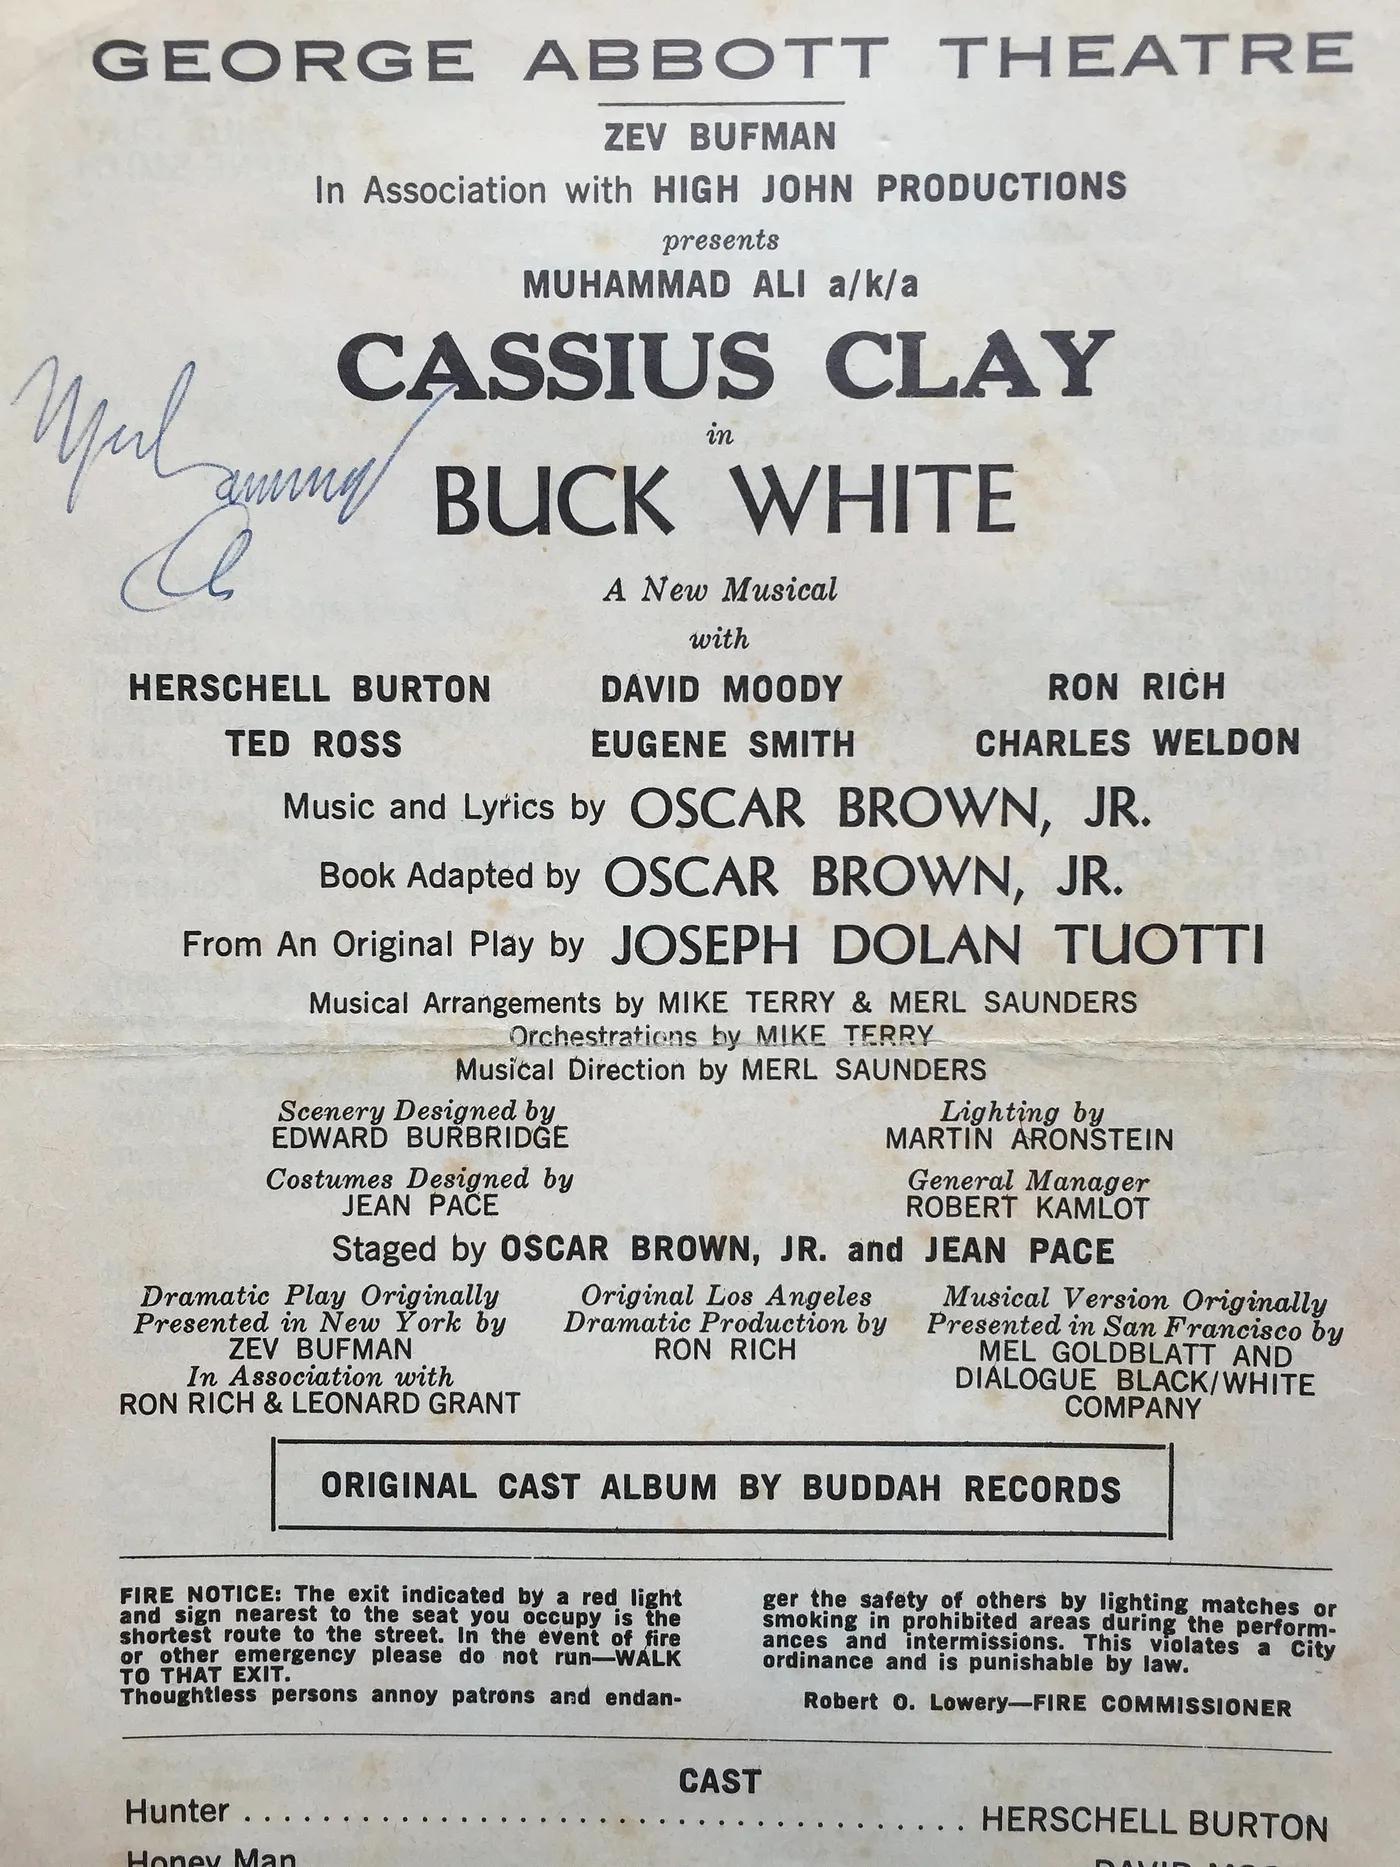 GEORGE ABBOTT THEATRE
ZEV BUFMAN
In Association with HIGH JOHN PRODUCTIONS
presents
MUHAMMAD ALI a/k/a
CASSIUS CLAY
in
BUCK WHITE
Muhammad
Ali
A New Musical
with
HERSCHELL BURTON DAVID MOODY RON RICH
TED ROSS EUGENE SMITH CHARLES WELDON
Music and Lyrics by OSCAR BROWN, JR.
Book Adapted by OSCAR BROWN, JR.
From An Original Play by JOSEPH DOLAN TUOTTI
Musical Arrangements by MIKE TERRY & MERL SAUNDERS
Orchestrations by MIKE TERRY
Musical Direction by MERL SAUNDERS
Scenery Designed by
EDWARD BURBRIDGE
Lighting by
MARTIN ARONSTEIN
Costumes Designed by
JEAN PACE
General Manager
ROBERT KAMLOT
Staged by OSCAR BROWN, JR. and JEAN PACE
Dramatic Play Originally
Presented in New York by
ZEV BUFMAN
In Association with
RON RICH & LEONARD GRANT
Original Los Angeles
Dramatic Production by
RON RICH
Musical Version Originally
Presented in San Francisco by
MEL GOLDBLATT AND
DIALOGUE BLACK/WHITE
COMPANY
ORIGINAL CAST ALBUM BY BUDDAH RECORDS
FIRE NOTICE: The exit indicated by a red light
and sign nearest to the seat you occupy is the
shortest route to the street. In the event of fire
or other emergency please do not run—WALK
TO THAT EXIT.
Thoughtless persons annoy patrons and endan-
ger the safety of others by lighting matches or
smoking in prohibited areas during the perform-
ances and intermissions. This violates a City
ordinance and is punishable by law.
Robert O. Lowery—FIRE COMMISSIONER
CAST
Hunter ........................................ HERSCHELL BURTON
Honey Man